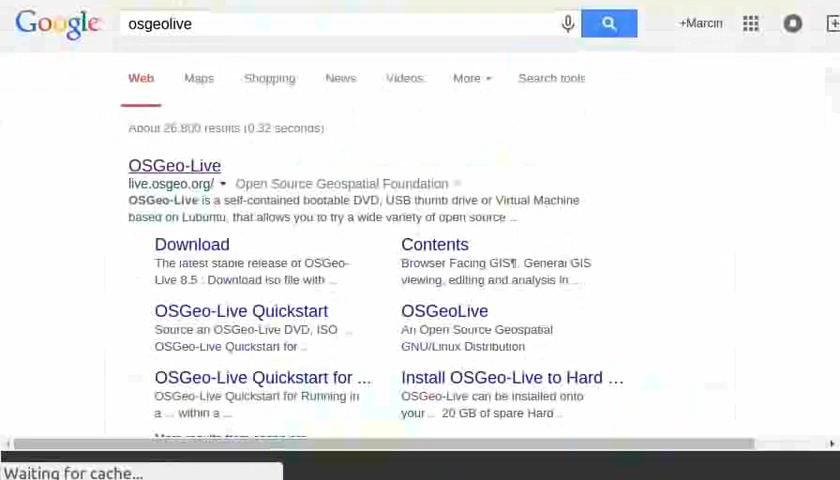 Google osgeolive +Marcin
Web Maps Shopping News Videos More Search tools
About 26,800 results (0.32 seconds)
OSGeo-Live
live.osgeo.org/ Open Source Geospatial Foundation
OSGeo-Live is a self-contained bootable DVD, USB thumb drive or Virtual Machine
based on Lubuntu, that allows you to try a wide variety of open source ...
Download
The latest stable release of OSGeo-
Live 8.5 : Download iso file with ...
Contents
Browser Facing GIS¶. General GIS
viewing, editing and analysis in ...
OSGeo-Live Quickstart
Source an OSGeo-Live DVD, ISO ...
OSGeo-Live Quickstart for ...
OSGeoLive
An Open Source Geospatial
GNU/Linux Distribution
OSGeo-Live Quickstart for ...
OSGeo-Live Quickstart for Running in
a ... within a ...
Install OSGeo-Live to Hard ...
OSGeo-Live can be installed onto
your ... 20 GB of spare Hard ...
More results from osgeo.org
Waiting for cache...